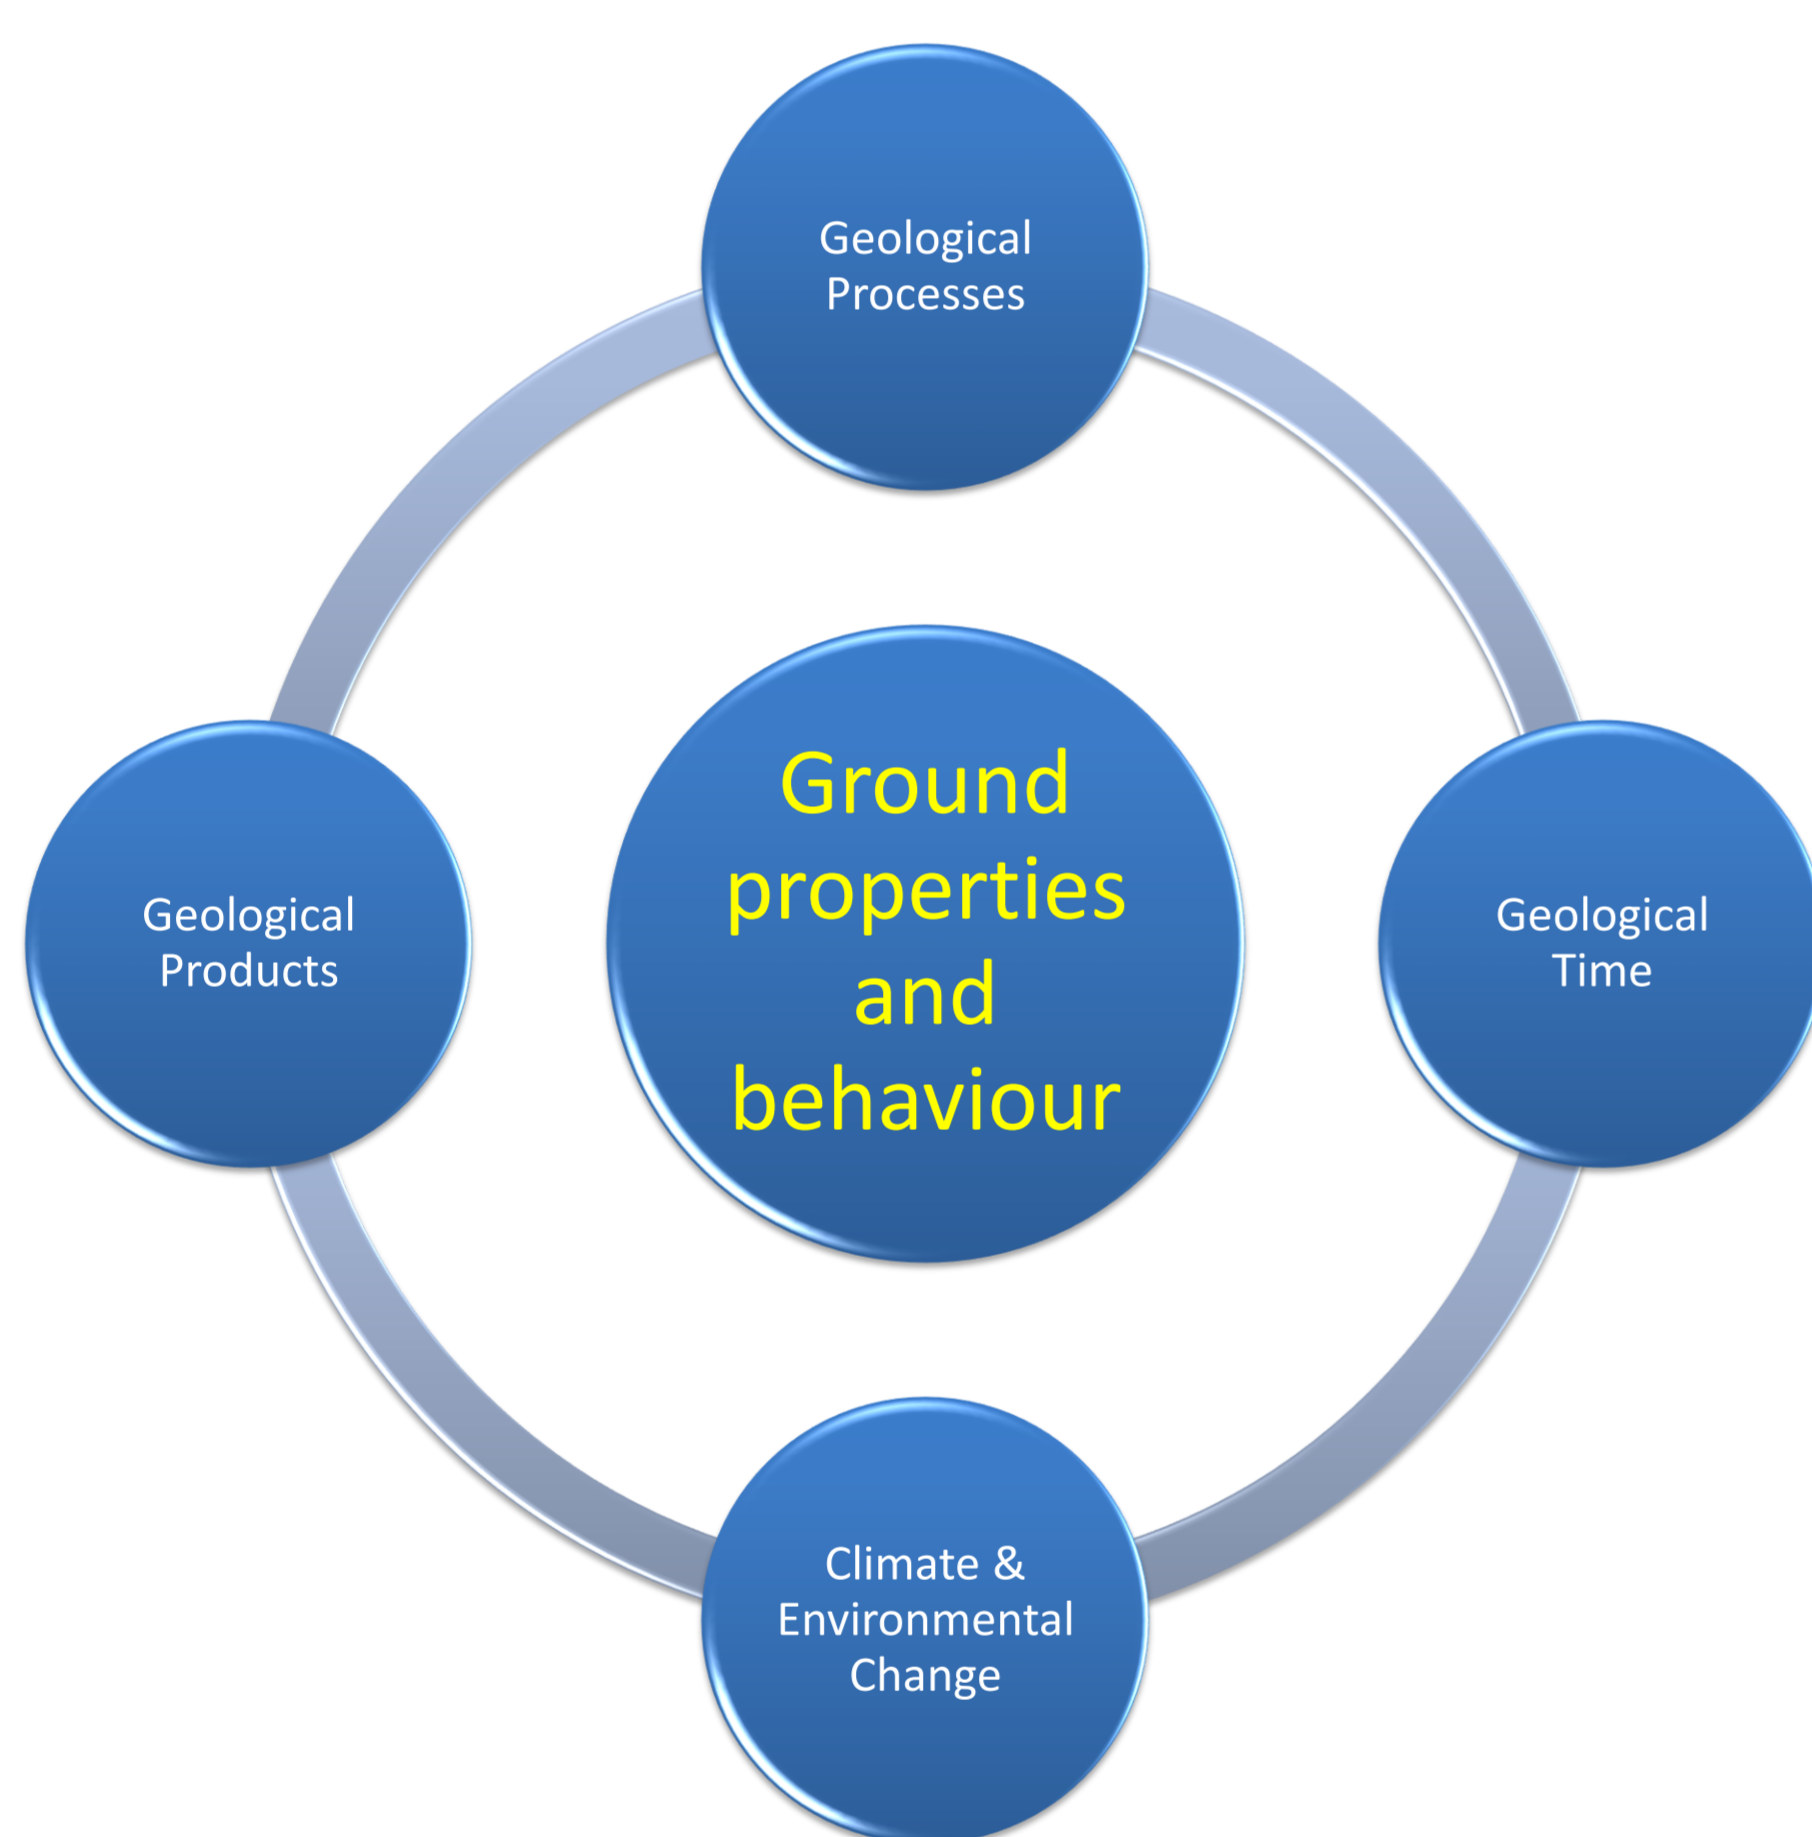 Geological
Processes
Ground
properties
and
behaviour
Geological
Products
Geological
Time
Climate &
Environmental
Change